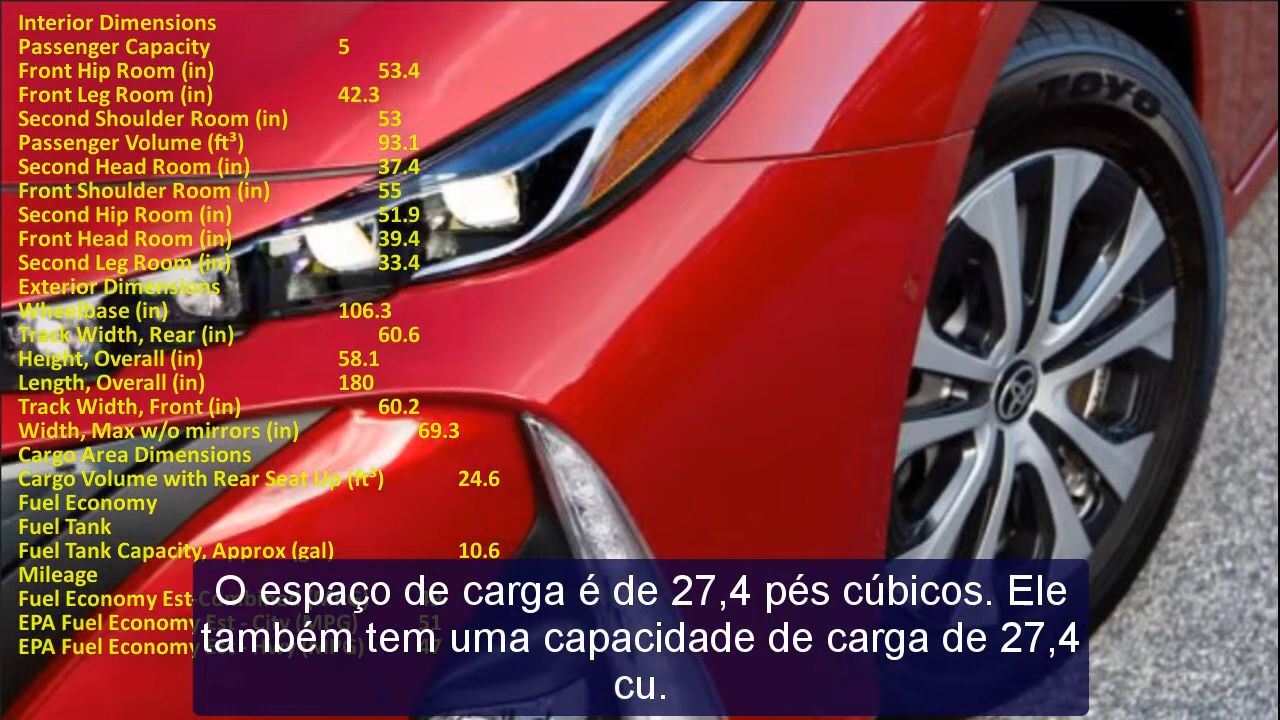 Interior Dimensions
Passenger Capacity 5
Front Hip Room (in) 53.4
Front Leg Room (in) 42.3
Second Shoulder Room (in) 53
Passenger Volume (ft³) 93.1
Second Head Room (in) 37.4
Front Shoulder Room (in) 55
Second Hip Room (in) 51.9
Front Head Room (in) 39.4
Second Leg Room (in) 33.4
Exterior Dimensions
Wheelbase (in) 106.3
Track Width, Rear (in) 60.6
Height, Overall (in) 58.1
Length, Overall (in) 180
Track Width, Front (in) 60.2
Width, Max w/o mirrors (in) 69.3
Cargo Area Dimensions
Cargo Volume with Rear Seat Up (ft³) 24.6
Fuel Economy
Fuel Tank
Fuel Tank Capacity, Approx (gal) 10.6
Mileage
Fuel Economy Est
EPA Fuel Economy Est - City (MPG) 51
EPA Fuel Economy (MPG) 47
O espaço de carga é de 27,4 pés cúbicos. Ele
também tem uma capacidade de carga de 27,4
cu.
TOYO